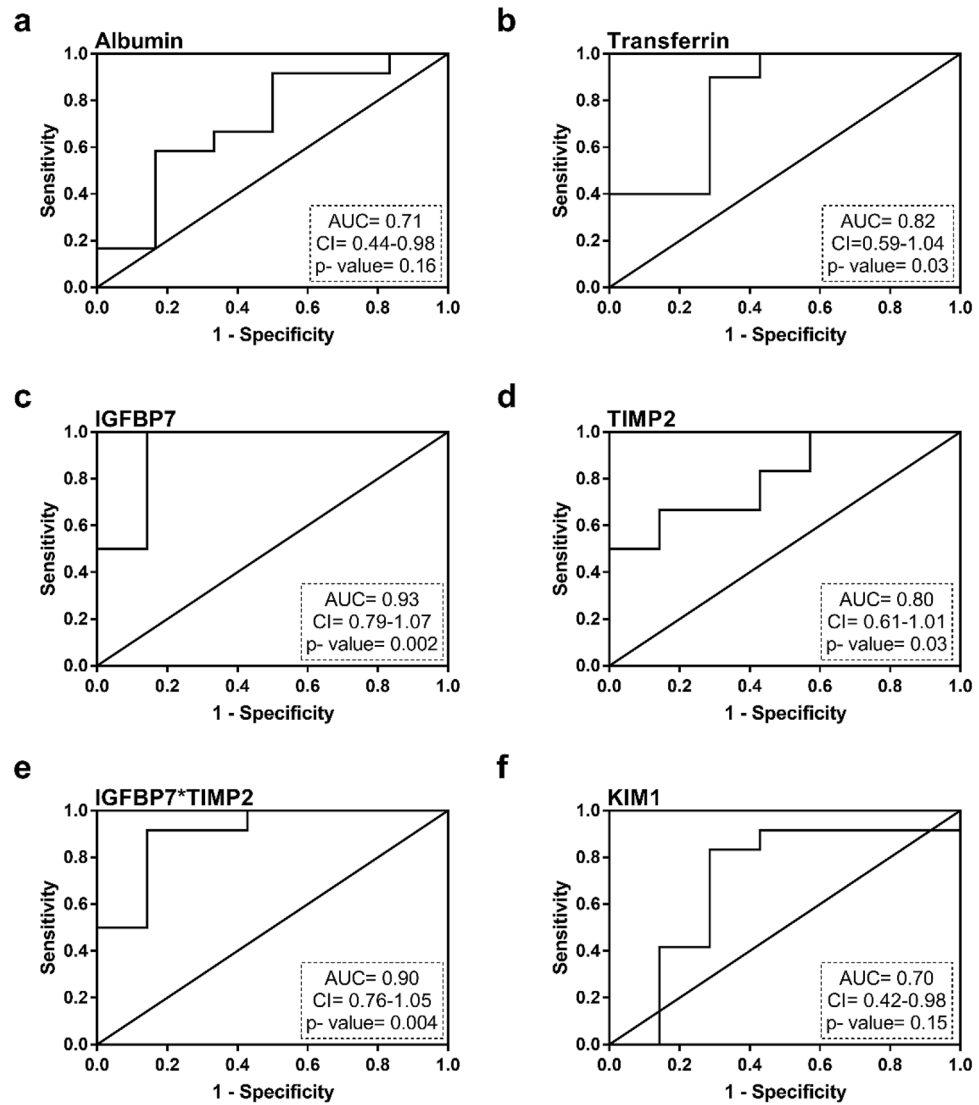 a
Albumin
1.0
0.8
0.6
0.4
0.2
0.0
Sensitivity
AUC= 0.71
CI= 0.44-0.98
p- value= 0.16
0.0 0.2 0.4 0.6 0.8 1.0
1 - Specificity
b
Transferrin
1.0
0.8
0.6
0.4
0.2
0.0
Sensitivity
AUC= 0.82
CI=0.59-1.04
p- value= 0.03
0.0 0.2 0.4 0.6 0.8 1.0
1 - Specificity
c
IGFBP7
1.0
0.8
0.6
0.4
0.2
0.0
Sensitivity
AUC= 0.93
CI= 0.79-1.07
p- value= 0.002
0.0 0.2 0.4 0.6 0.8 1.0
1 - Specificity
d
TIMP2
1.0
0.8
0.6
0.4
0.2
0.0
Sensitivity
AUC= 0.80
CI= 0.61-1.01
p- value= 0.03
0.0 0.2 0.4 0.6 0.8 1.0
1 - Specificity
e
IGFBP7*TIMP2
1.0
0.8
0.6
0.4
0.2
0.0
Sensitivity
AUC= 0.90
CI= 0.76-1.05
p- value= 0.004
0.0 0.2 0.4 0.6 0.8 1.0
1 - Specificity
f
KIM1
1.0
0.8
0.6
0.4
0.2
0.0
Sensitivity
AUC= 0.70
CI= 0.42-0.98
p- value= 0.15
0.0 0.2 0.4 0.6 0.8 1.0
1 - Specificity